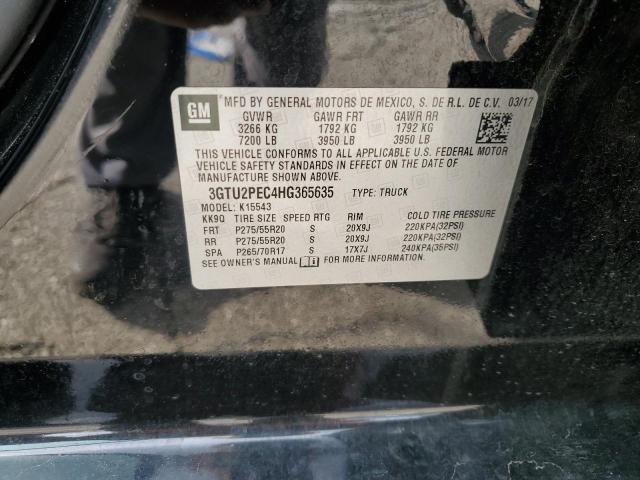 GM MFD BY GENERAL MOTORS DE MEXICO, S. DE R.L. DE C.V. 03/17
GVWR GAWR FRT GAWR RR
3266 KG 1792 KG 1792 KG
7200 LB 3950 LB 3950 LB
THIS VEHICLE CONFORMS TO ALL APPLICABLE U.S. FEDERAL MOTOR
VEHICLE SAFETY STANDARDS IN EFFECT ON THE DATE OF
MANUFACTURE SHOWN ABOVE.
3GTU2PEC4HG365635 TYPE: TRUCK
MODEL: K15543
KK9Q TIRE SIZE SPEED RTG RIM COLD TIRE PRESSURE
FRT P275/55R20 S 20X9J 220KPA(32PSI)
RR P275/55R20 S 20X9J 220KPA(32PSI)
SPA P265/70R17 S 17X7J 240KPA(35PSI)
SEE OWNER'S MANUAL FOR MORE INFORMATION.